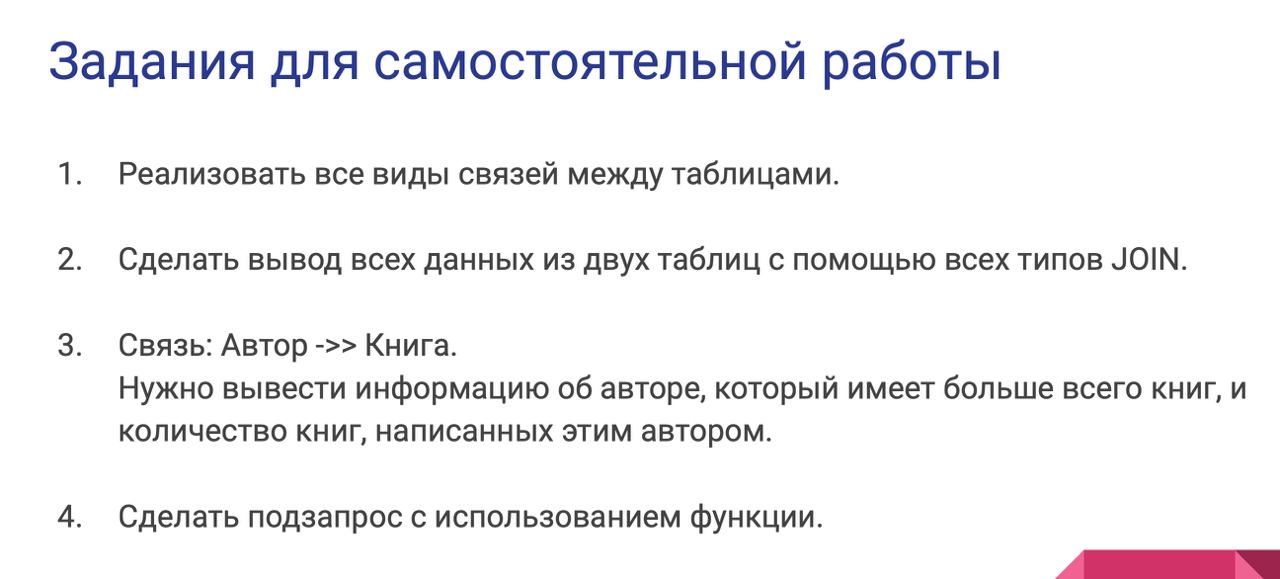 Задания для самостоятельной работы
1. Реализовать все виды связей между таблицами.
2. Сделать вывод всех данных из двух таблиц с помощью всех типов JOIN.
3. Связь: Автор ->> Книга.
Нужно вывести информацию об авторе, который имеет больше всего книг, и
количество книг, написанных этим автором.
4. Сделать подзапрос с использованием функции.